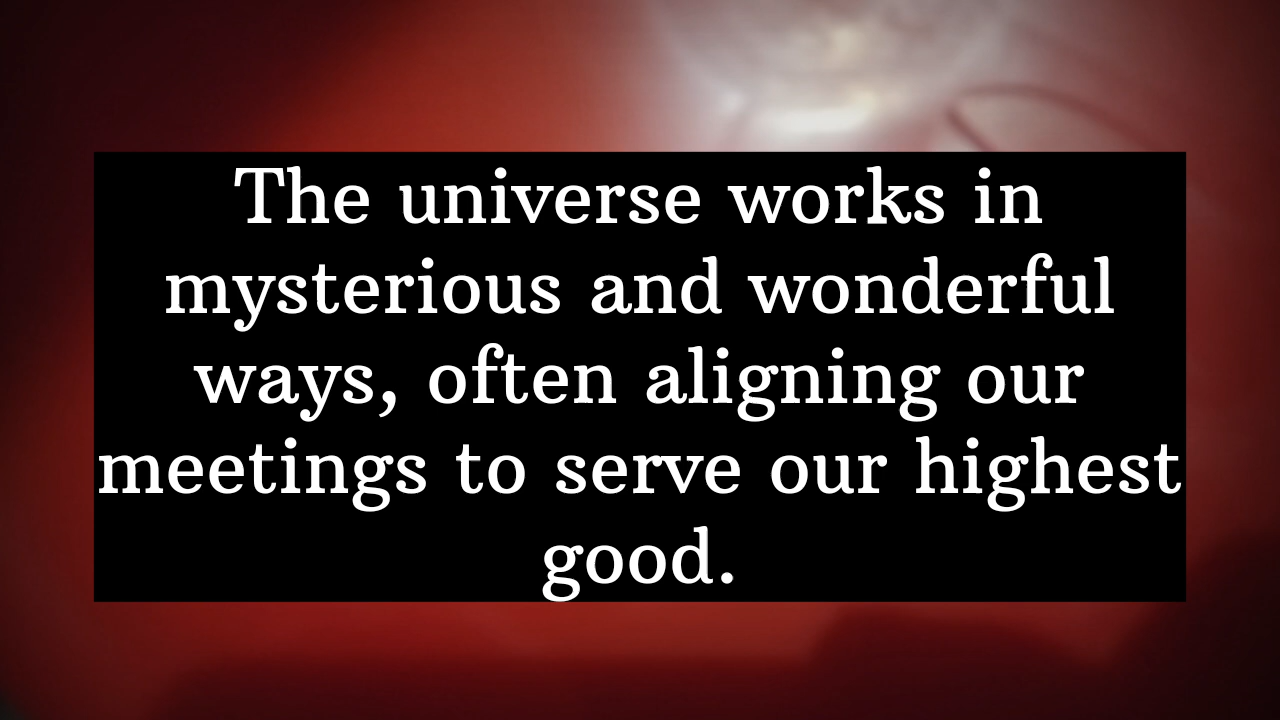 The universe works in
mysterious and wonderful
ways, often aligning our
meetings to serve our highest
good.